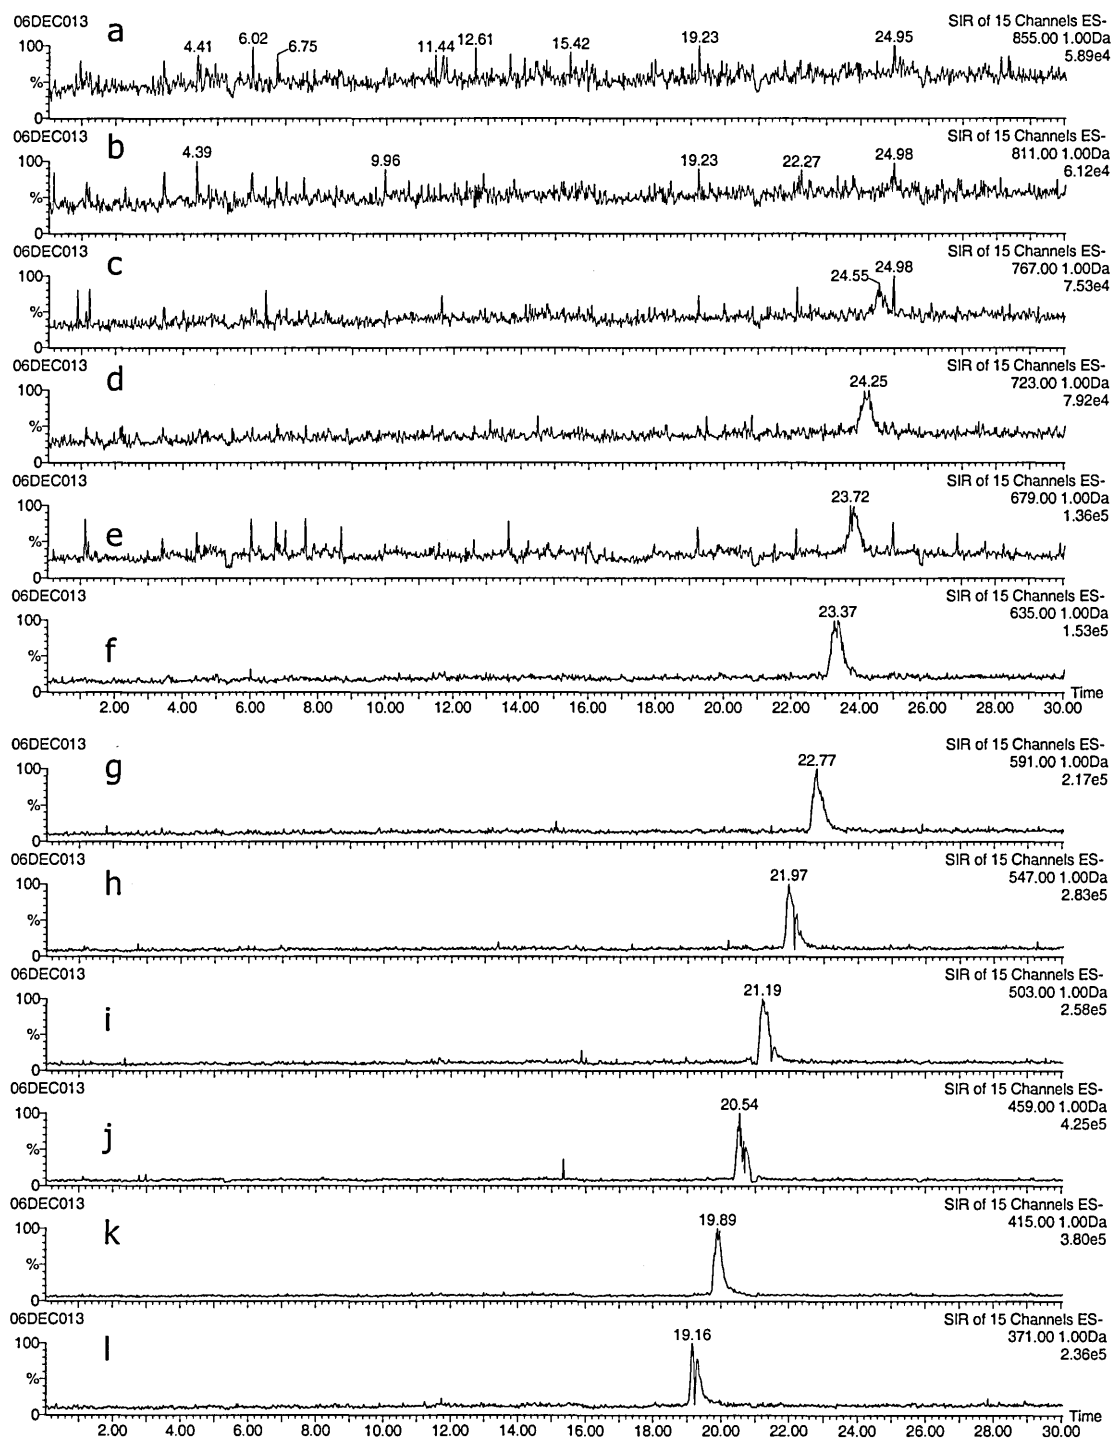 06DEC013
a
SIR of 15 Channels ES-
855.00 1.00Da
5.89e4
100
%
0
4.41
6.02
6.75
11.44
12.61
15.42
19.23
24.95
06DEC013
b
SIR of 15 Channels ES-
811.00 1.00Da
6.12e4
100
%
0
4.39
9.96
19.23
22.27
24.98
06DEC013
c
SIR of 15 Channels ES-
767.00 1.00Da
7.53e4
100
%
0
24.55
24.98
06DEC013
d
SIR of 15 Channels ES-
723.00 1.00Da
7.92e4
100
%
0
24.25
06DEC013
e
SIR of 15 Channels ES-
679.00 1.00Da
1.36e5
100
%
0
23.72
06DEC013
f
SIR of 15 Channels ES-
635.00 1.00Da
1.53e5
100
%
0
23.37
Time
2.00 4.00 6.00 8.00 10.00 12.00 14.00 16.00 18.00 20.00 22.00 24.00 26.00 28.00 30.00
06DEC013
g
SIR of 15 Channels ES-
591.00 1.00Da
2.17e5
100
%
0
22.77
06DEC013
h
SIR of 15 Channels ES-
547.00 1.00Da
2.83e5
100
%
0
21.97
06DEC013
i
SIR of 15 Channels ES-
503.00 1.00Da
2.58e5
100
%
0
21.19
06DEC013
j
SIR of 15 Channels ES-
459.00 1.00Da
4.25e5
100
%
0
20.54
06DEC013
k
SIR of 15 Channels ES-
415.00 1.00Da
3.80e5
100
%
0
19.89
06DEC013
l
SIR of 15 Channels ES-
371.00 1.00Da
2.36e5
100
%
0
19.16
Time
2.00 4.00 6.00 8.00 10.00 12.00 14.00 16.00 18.00 20.00 22.00 24.00 26.00 28.00 30.00